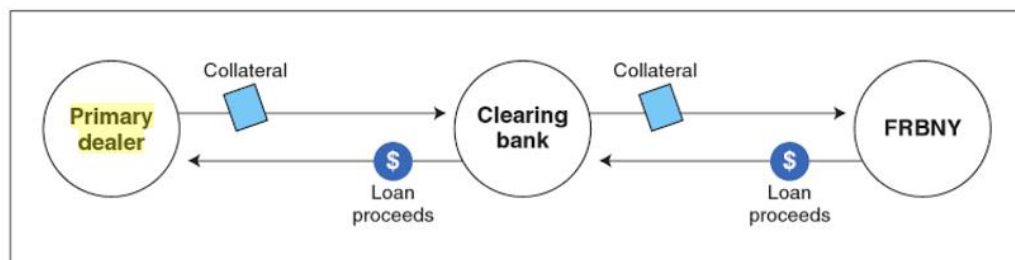 Collateral
Collateral
Primary
dealer
Clearing
bank
FRBNY
$
$
Loan
proceeds
Loan
proceeds